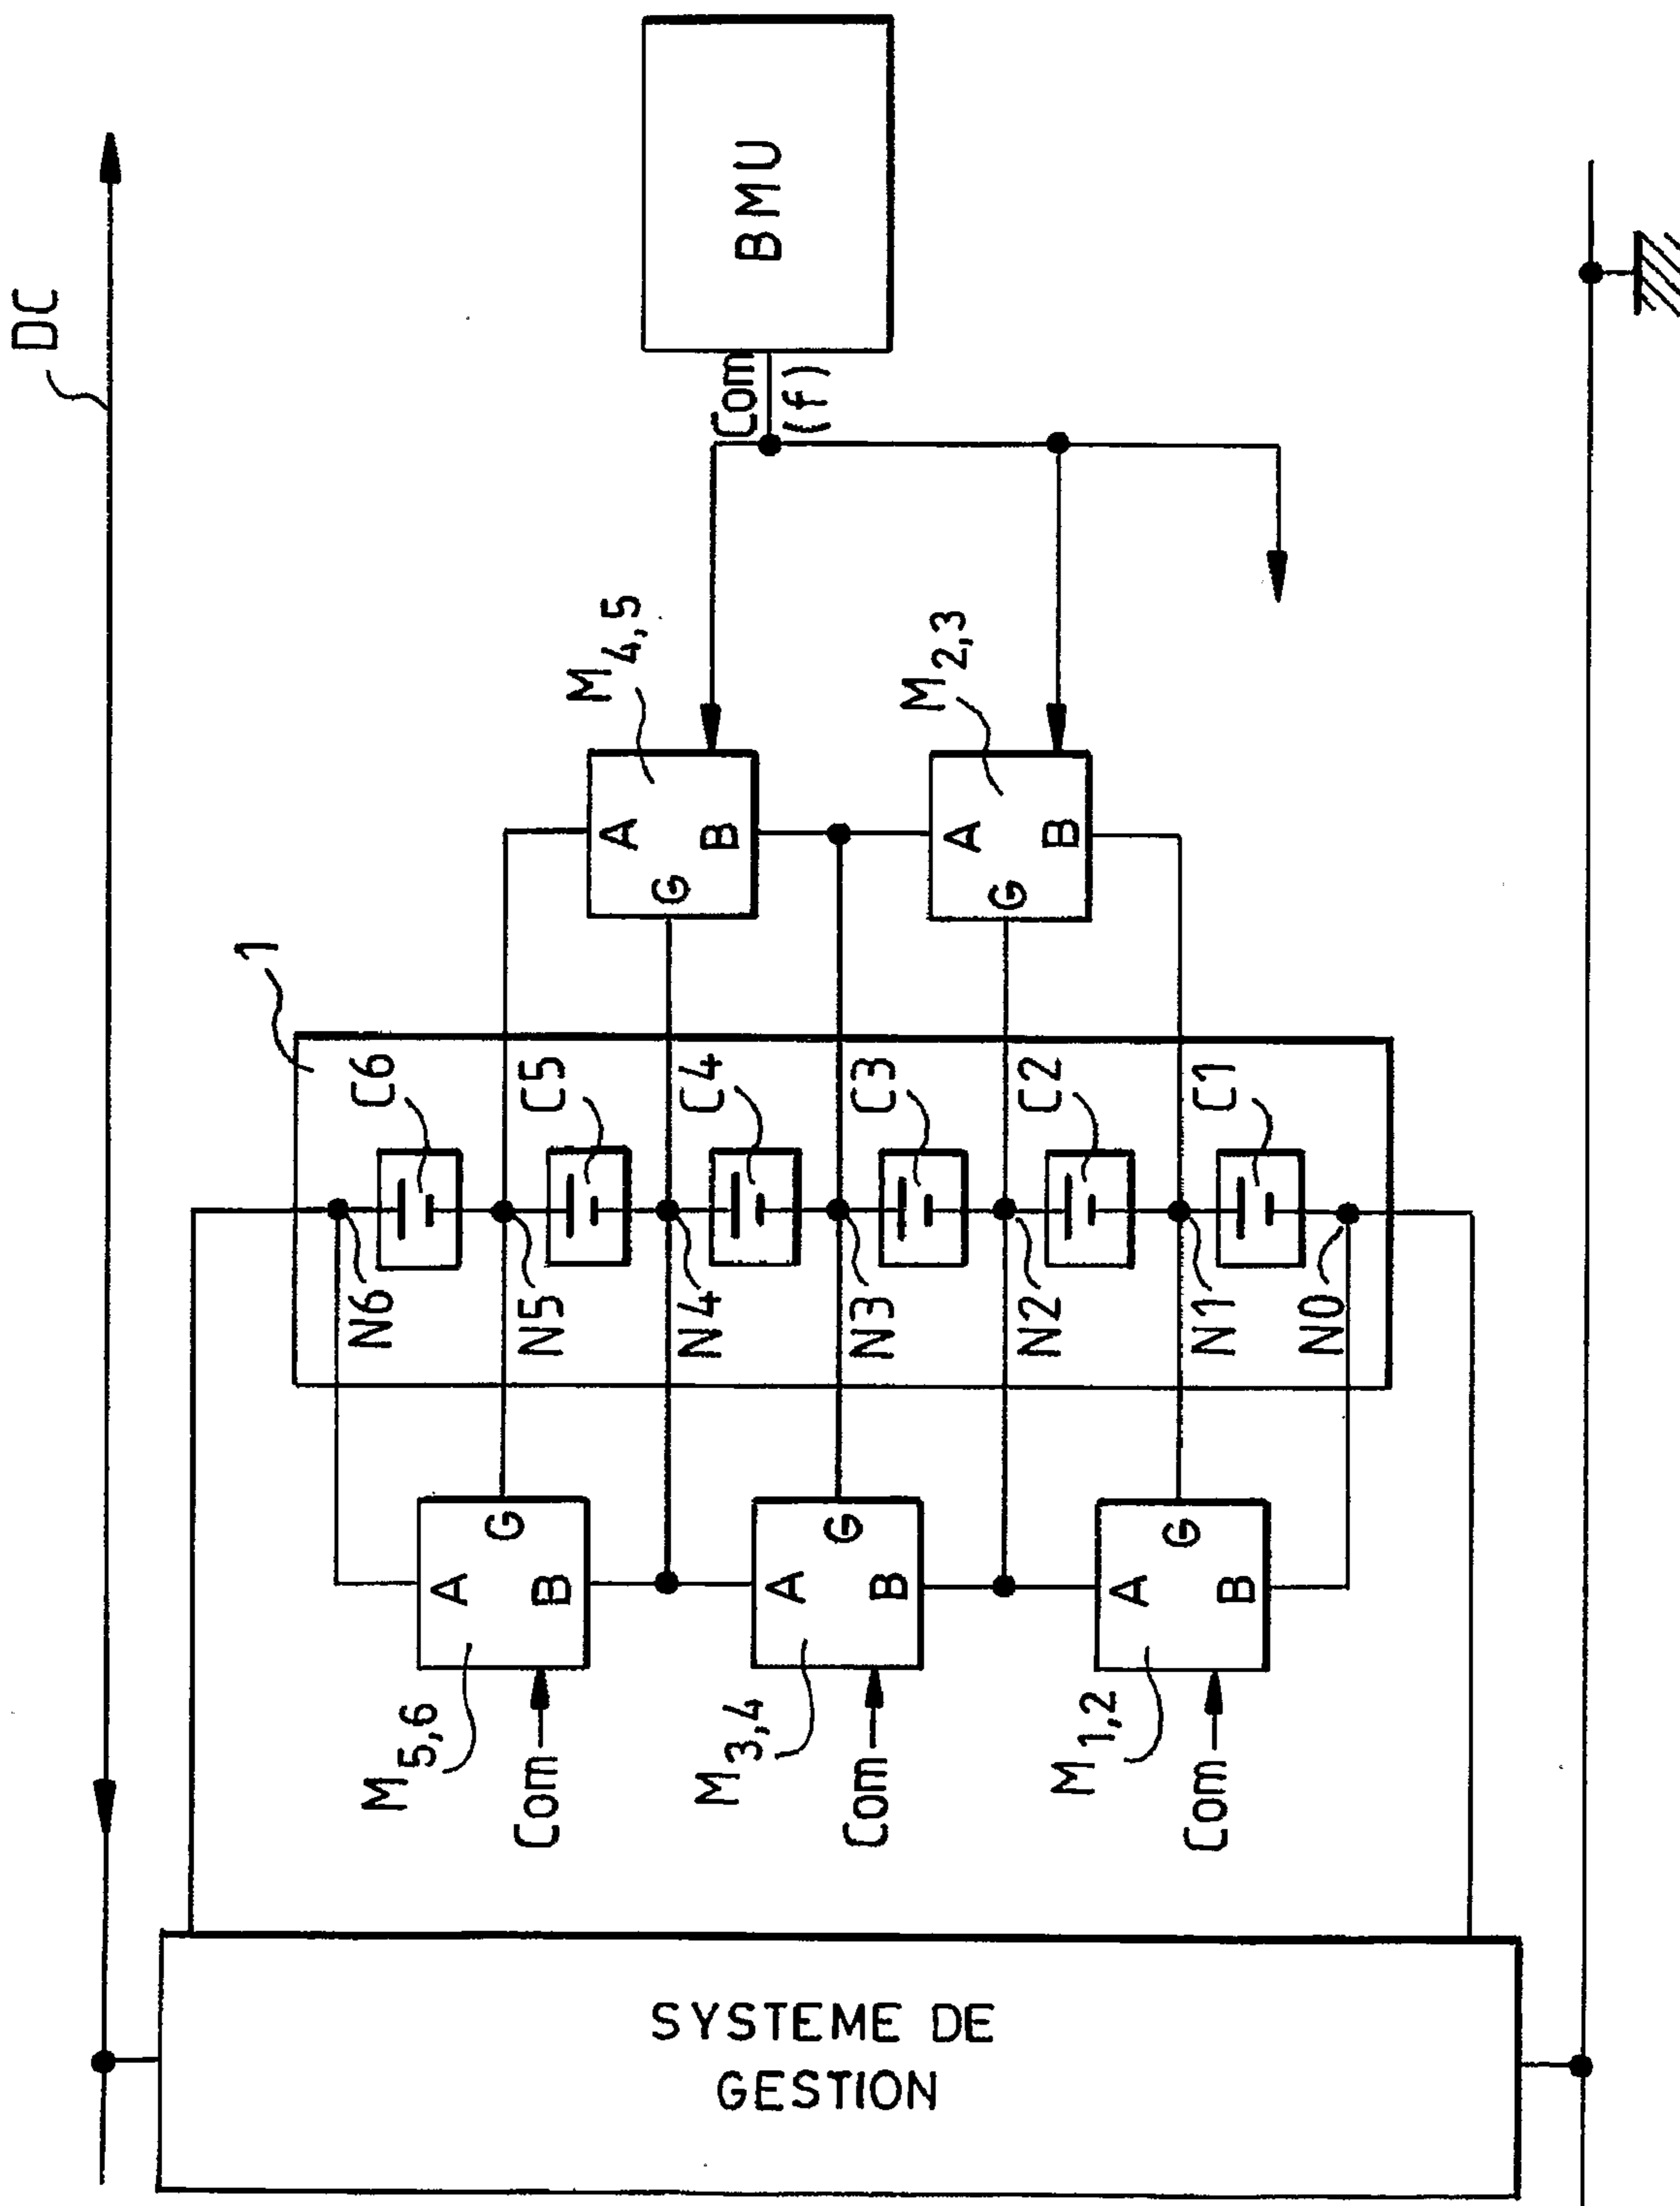 DC
BMU
Com
(f)
M4,5
M2,3
A
G
B
A
G
B
1
C6
C5
C4
C3
C2
C1
N6
N5
N4
N3
N2
N1
N0
G
A
B
G
A
B
G
A
B
M5,6
M3,4
M1,2
Com
Com
Com
SYSTEME DE
GESTION